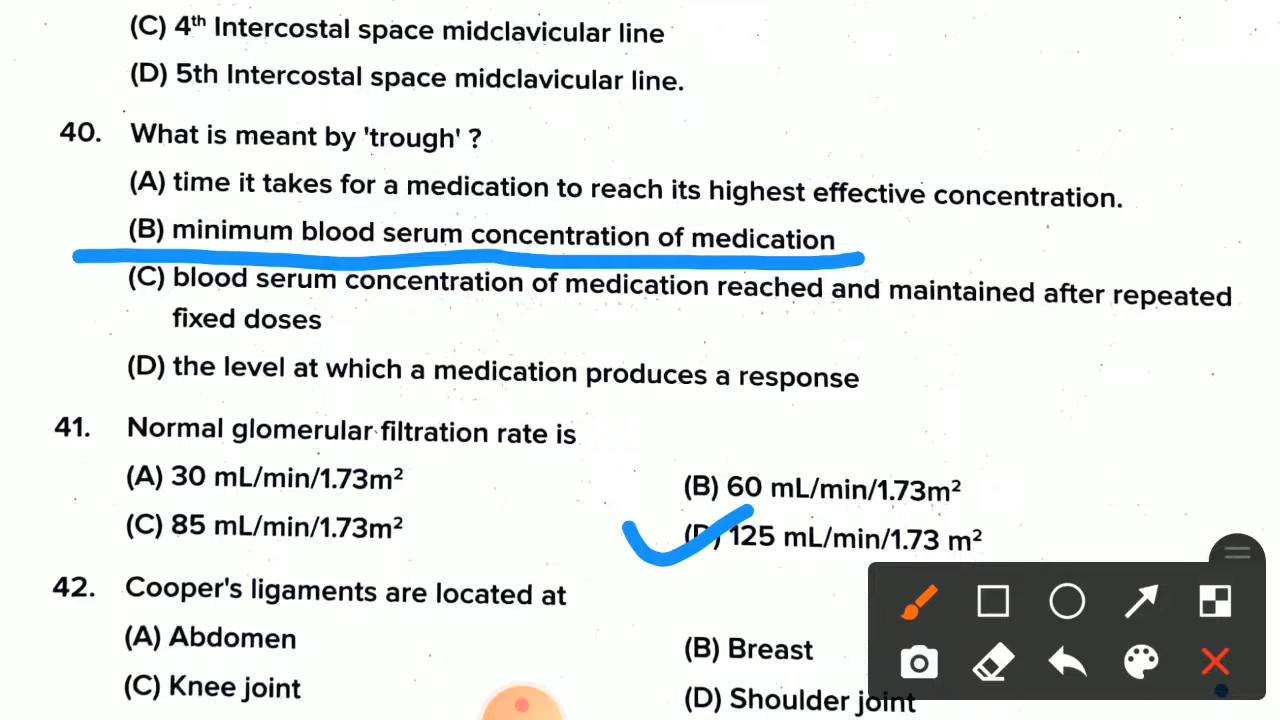 (C) 4th Intercostal space midclavicular line
(D) 5th Intercostal space midclavicular line.
40. What is meant by 'trough' ?
(A) time it takes for a medication to reach its highest effective concentration.
(B) minimum blood serum concentration of medication
(C) blood serum concentration of medication reached and maintained after repeated
fixed doses
(D) the level at which a medication produces a response
41. Normal glomerular filtration rate is
(A) 30 mL/min/1.73m²
(B) 60 mL/min/1.73m²
(C) 85 mL/min/1.73m²
(D) 125 mL/min/1.73 m²
42. Cooper's ligaments are located at
(A) Abdomen
(B) Breast
(C) Knee joint
(D) Shoulder joint